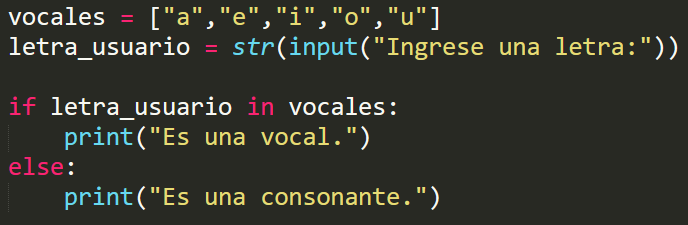 vocales = ["a","e","i","o","u"]
letra_usuario = str(input("Ingrese una letra:"))

if letra_usuario in vocales:
    print("Es una vocal.")
else:
    print("Es una consonante.")